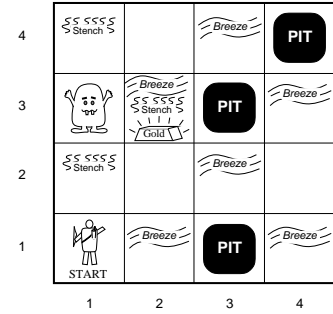 4
Stench
Breeze
PIT
3
Breeze
Stench
Gold
PIT
Breeze
2
Stench
Breeze
1
START
Breeze
PIT
Breeze
1 2 3 4